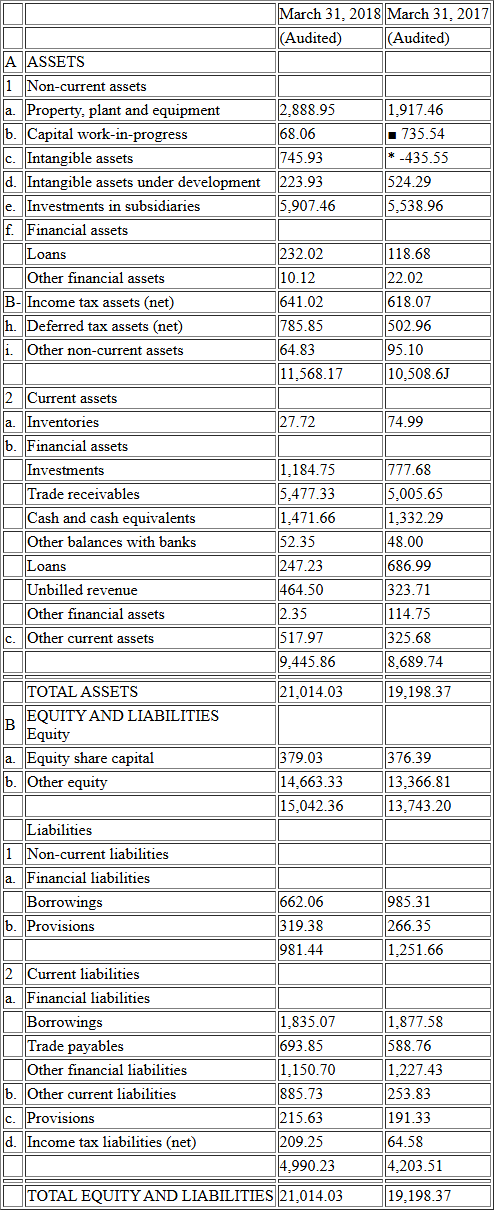 March 31, 2018 March 31, 2017
(Audited) (Audited)
A ASSETS
1 Non-current assets
a. Property, plant and equipment 2,888.95 1,917.46
b. Capital work-in-progress 68.06 ■ 735.54
c. Intangible assets 745.93 * -435.55
d. Intangible assets under development 223.93 524.29
e. Investments in subsidiaries 5,907.46 5,538.96
f. Financial assets
Loans 232.02 118.68
Other financial assets 10.12 22.02
B- Income tax assets (net) 641.02 618.07
h. Deferred tax assets (net) 785.85 502.96
i. Other non-current assets 64.83 95.10
11,568.17 10,508.6J
2 Current assets
a. Inventories 27.72 74.99
b. Financial assets
Investments 1,184.75 777.68
Trade receivables 5,477.33 5,005.65
Cash and cash equivalents 1,471.66 1,332.29
Other balances with banks 52.35 48.00
Loans 247.23 686.99
Unbilled revenue 464.50 323.71
Other financial assets 2.35 114.75
c. Other current assets 517.97 325.68
9,445.86 8,689.74
TOTAL ASSETS 21,014.03 19,198.37
B EQUITY AND LIABILITIES
Equity
a. Equity share capital 379.03 376.39
b. Other equity 14,663.33 13,366.81
15,042.36 13,743.20
Liabilities
1 Non-current liabilities
a. Financial liabilities
Borrowings 662.06 985.31
b. Provisions 319.38 266.35
981.44 1,251.66
2 Current liabilities
a. Financial liabilities
Borrowings 1,835.07 1,877.58
Trade payables 693.85 588.76
Other financial liabilities 1,150.70 1,227.43
b. Other current liabilities 885.73 253.83
c. Provisions 215.63 191.33
d. Income tax liabilities (net) 209.25 64.58
4,990.23 4,203.51
TOTAL EQUITY AND LIABILITIES 21,014.03 19,198.37